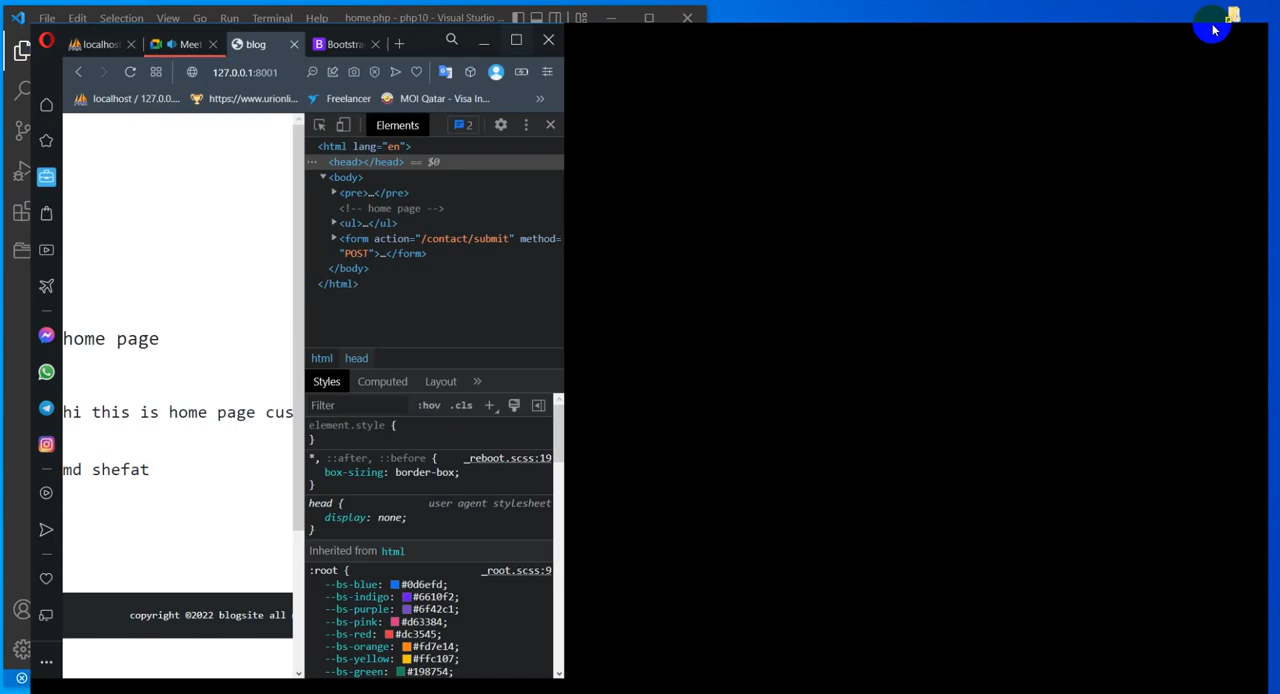 File Edit Selection View Go Run Terminal Help home.php - php10 - Visual Studio ...
localhos Meet blog Bootstra
127.0.0.1:8001
localhost / 127.0.0.... https://www.urionli... Freelancer MOI Qatar - Visa In... »
Elements 2
<html lang="en">
... <head></head> == $0
<body>
<pre>…</pre>
<!-- home page -->
<ul>…</ul>
<form action="/contact/submit" method=
"POST">…</form>
</body>
</html>
html head
Styles Computed Layout »
Filter :hov .cls +
element.style {
}
*, ::after, ::before { _reboot.scss:19
box-sizing: border-box;
}
head { user agent stylesheet
display: none;
}
Inherited from html
:root { _root.scss:9
--bs-blue: #0d6efd;
--bs-indigo: #6610f2;
--bs-purple: #6f42c1;
--bs-pink: #d63384;
--bs-red: #dc3545;
--bs-orange: #fd7e14;
--bs-yellow: #ffc107;
--bs-green: #198754;
home page
hi this is home page cus
md shefat
copyright ©2022 blogsite all